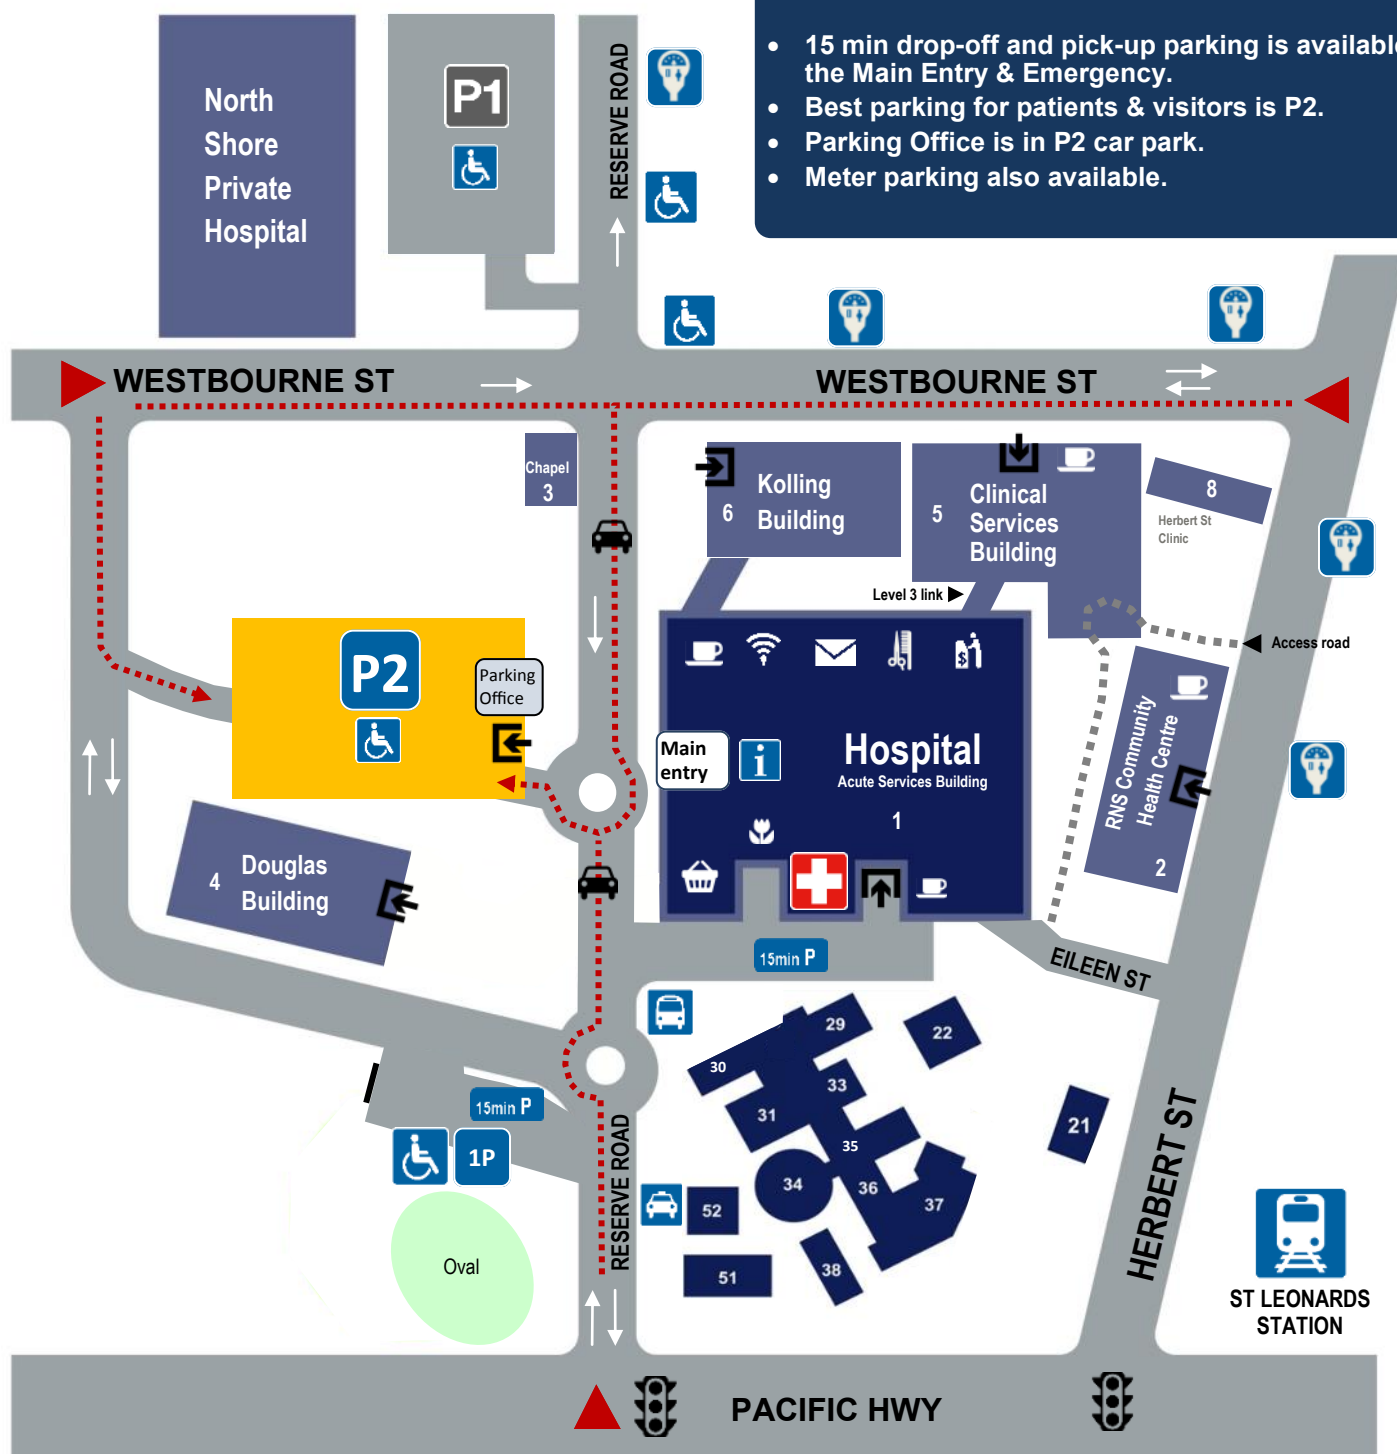 • 15 min drop-off and pick-up parking is available
the Main Entry & Emergency.
• Best parking for patients & visitors is P2.
• Parking Office is in P2 car park.
• Meter parking also available.
North
Shore
Private
Hospital
P1
RESERVE ROAD
WESTBOURNE ST
WESTBOURNE ST
Chapel
3
6
Kolling
Building
5
Clinical
Services
Building
8
Herbert St
Clinic
Level 3 link
Access road
P2
Parking
Office
$
Main
entry
i
Hospital
Acute Services Building
1
RNS Community
Health Centre
2
4
Douglas
Building
15min P
EILEEN ST
29
22
30
33
31
21
35
15min P
1P
34
36
37
52
51
38
RESERVE ROAD
Oval
HERBERT ST
ST LEONARDS
STATION
PACIFIC HWY